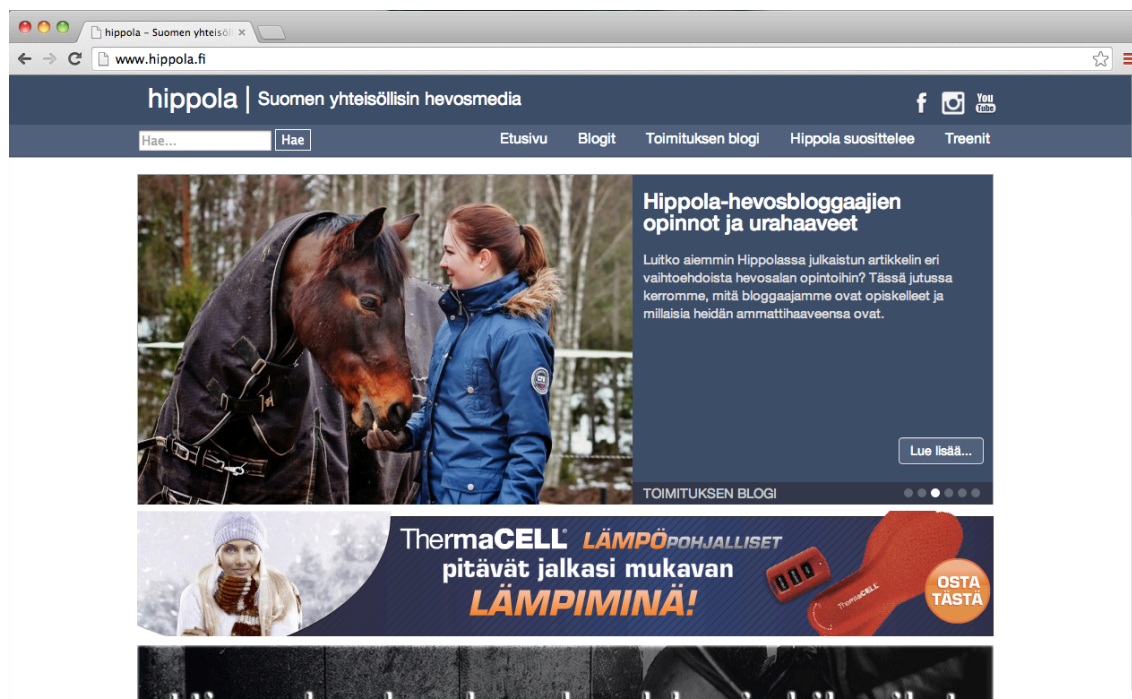 hippola – Suomen yhteisöl
www.hippola.fi
hippola | Suomen yhteisöllisin hevosmedia
f You Tube
Hae... Hae Etusivu Blogit Toimituksen blogi Hippola suosittelee Treenit
Hippola-hevosbloggaajien
opinnot ja urahaaveet
Luitko aiemmin Hippolassa julkaistun artikkelin eri
vaihtoehdoista hevosalan opintoihin? Tässä jutussa
kerromme, mitä bloggaajamme ovat opiskelleet ja
millaisia heidän ammattihaaveensa ovat.
Lue lisää...
TOIMITUKSEN BLOGI
ThermaCELL® LÄMPÖPOHJALLISET
pitävät jalkasi mukavan
LÄMPIMINÄ!
ThermaCELL
OSTA
TÄSTÄ